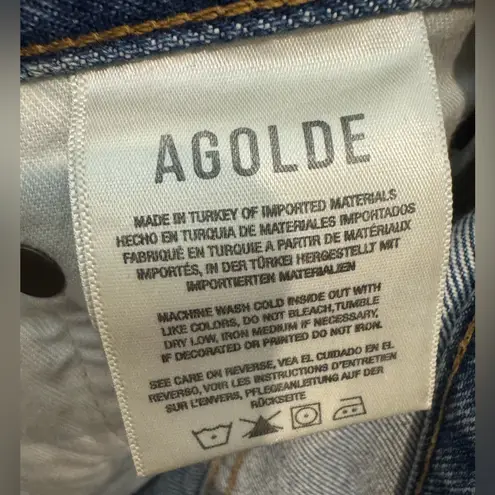 AGOLDE
MADE IN TURKEY OF IMPORTED MATERIALS
HECHO EN TURQUIA DE MATERIALES IMPORTADOS
FABRIQUÉ EN TURQUIE A PARTIR DE MATÉRIAUX
IMPORTÉS, IN DER TÜRKEI HERGESTELLT MIT
IMPORTIERTEN MATERIALIEN
MACHINE WASH COLD INSIDE OUT WITH
LIKE COLORS, DO NOT BLEACH, TUMBLE
DRY LOW, IRON MEDIUM IF NECESSARY,
IF DECORATED OR PRINTED DO NOT IRON.
SEE CARE ON REVERSE, VEA EL CUIDADO EN EL
REVERSO, VOIR LES INSTRUCTIONS D'ENTRETIEN
SUR L'ENVERS, PFLEGEANLEITUNG AUF DER
RÜCKSEITE